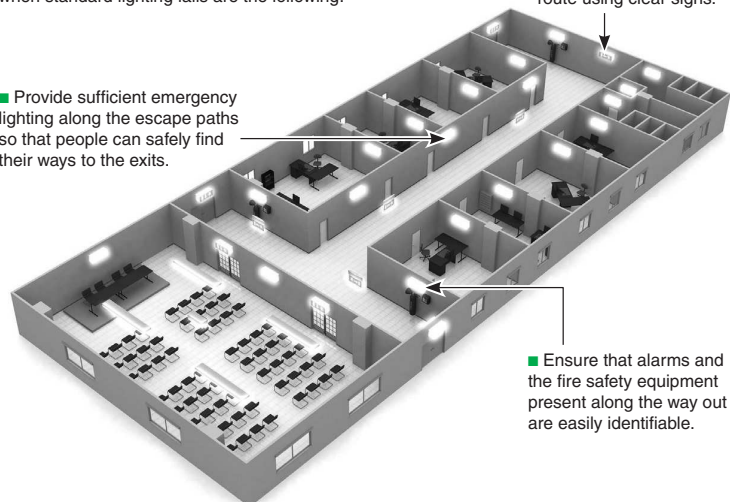 when standard lighting fails are the following:
route using clear signs.
■ Provide sufficient emergency
lighting along the escape paths
so that people can safely find
their ways to the exits.
■ Ensure that alarms and
the fire safety equipment
present along the way out
are easily identifiable.